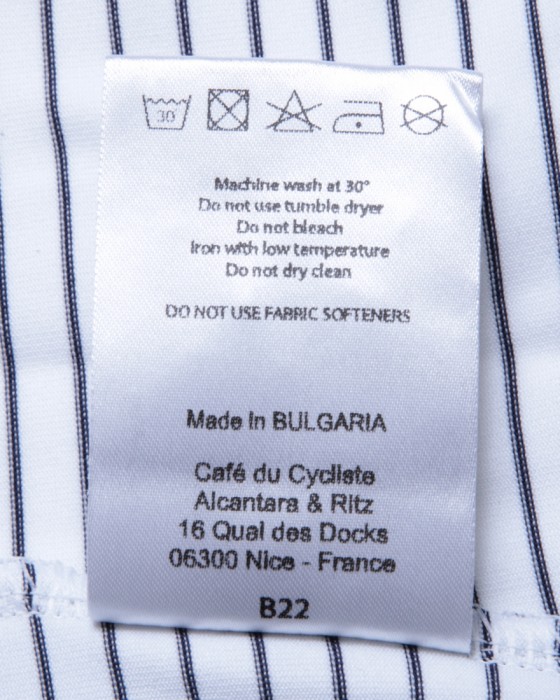 30
Machine wash at 30°
Do not use tumble dryer
Do not bleach
Iron with low temperature
Do not dry clean
DO NOT USE FABRIC SOFTENERS
Made in BULGARIA
Café du Cycliste
Alcantara & Ritz
16 Quai des Docks
06300 Nice - France
B22